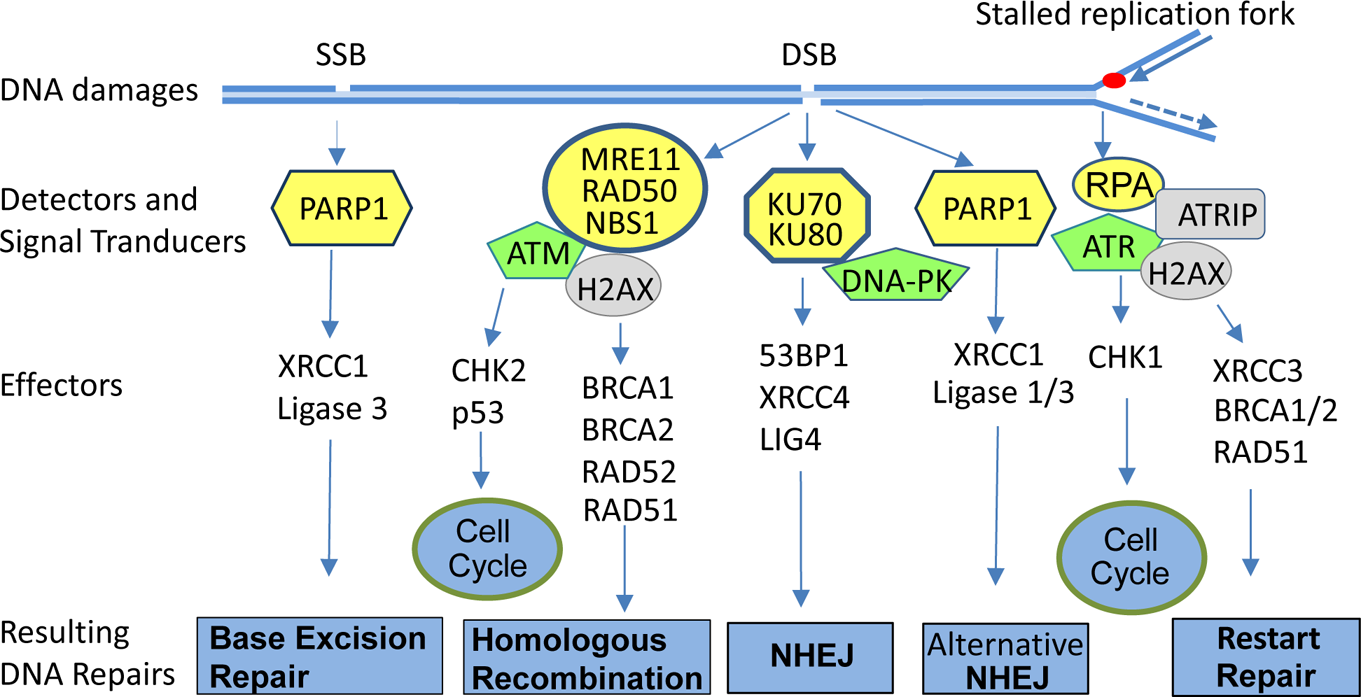 Stalled replication fork
SSB
DSB
DNA damages
Detectors and
Signal Tranducers
PARP1
MRE11
RAD50
NBS1
ATM
H2AX
KU70
KU80
DNA-PK
PARP1
RPA
ATRIP
ATR
H2AX
Effectors
XRCC1
Ligase 3
CHK2
p53
BRCA1
BRCA2
RAD52
RAD51
53BP1
XRCC4
LIG4
XRCC1
Ligase 1/3
CHK1
XRCC3
BRCA1/2
RAD51
Cell
Cycle
Cell
Cycle
Resulting
DNA Repairs
Base Excision
Repair
Homologous
Recombination
NHEJ
Alternative
NHEJ
Restart
Repair